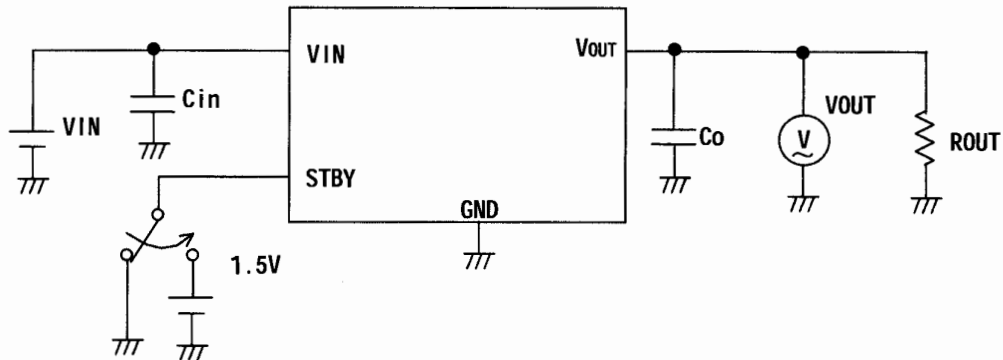 VIN
VOUT
Cin
VIN
VOUT
V
Co
ROUT
STBY
GND
1.5V